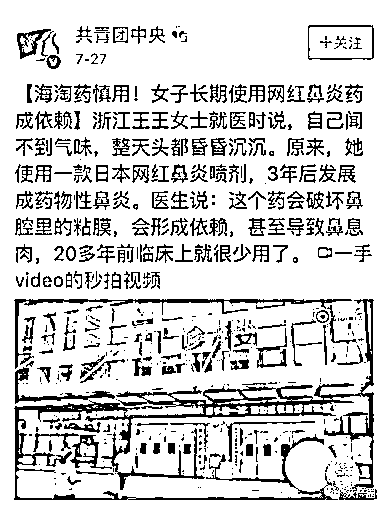 共青团中央
7-27
+关注
【海淘药慎用！女子长期使用网红鼻炎药
成依赖】浙江王王女士就医时说，自己闻
不到气味，整天头都昏昏沉沉。原来，她
使用一款日本网红鼻炎喷剂，3年后发展
成药物性鼻炎。医生说：这个药会破坏鼻
腔里的粘膜，会形成依赖，甚至导致鼻息
肉，20多年前临床上就很少用了。 一手
video的秒拍视频